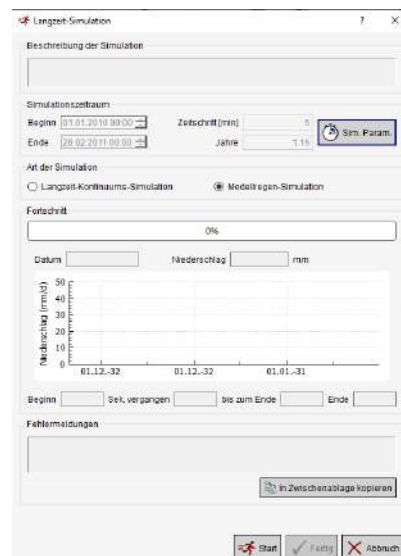 Langzeit-Simulation ? X
Beschreibung der Simulation
Simulationszeitraum
Beginn 01.01.2010 00:00 Zeitschritt [min] 5
Ende 28.02.2011 00:00 Jahre 1.16 Sim. Param.
Art der Simulation
Langzeit-Kontinuums-Simulation Modellregen-Simulation
Fortschritt
0%
Datum Niederschlag mm
Niederschlag (mm/d)
50
40
30
20
10
0
01.12.-32 01.12.-32 01.01.-31
Beginn Sek. vergangen bis zum Ende Ende
Fehlermeldungen
In Zwischenablage kopieren
Start Fertig Abbruch